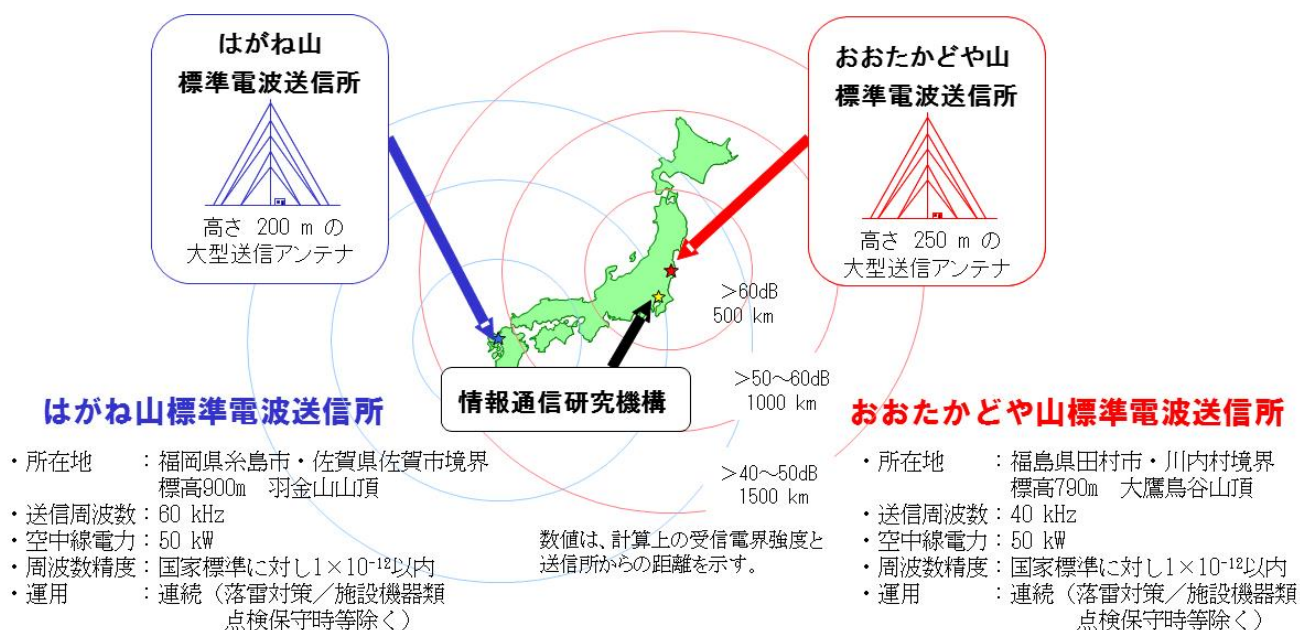 はがね山
標準電波送信所
高さ 200 m の
大型送信アンテナ
おおたかどや山
標準電波送信所
高さ 250 m の
大型送信アンテナ
>60dB
500 km
>50～60dB
1000 km
>40～50dB
1500 km
情報通信研究機構
数値は、計算上の受信電界強度と
送信所からの距離を示す。
はがね山標準電波送信所
・所在地　　：福岡県糸島市・佐賀県佐賀市境界
標高900m　羽金山山頂
・送信周波数：60 kHz
・空中線電力：50 kW
・周波数精度：国家標準に対し1×10⁻¹²以内
・運用　　　：連続（落雷対策／施設機器類
点検保守時等除く）
おおたかどや山標準電波送信所
・所在地　　：福島県田村市・川内村境界
標高790m　大鷹鳥谷山頂
・送信周波数：40 kHz
・空中線電力：50 kW
・周波数精度：国家標準に対し1×10⁻¹²以内
・運用　　　：連続（落雷対策／施設機器類
点検保守時等除く）